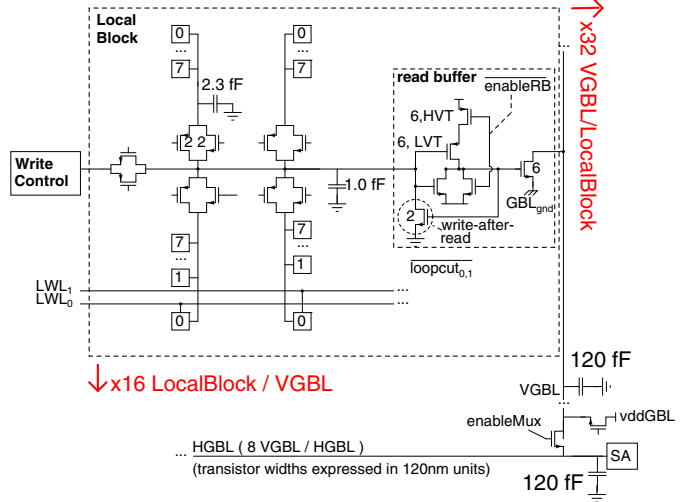 Local
Block
0
...
7
0
...
7
2.3 fF
2 2
Write
Control
1.0 fF
7
...
1
0
7
...
1
0
LWL1
LWL0
...
read buffer
enableRB
6,HVT
6, LVT
6
GBLgnd
2
write-after-
read
loopcut0,1
...
x32 VGBL/LocalBlock
x16 LocalBlock / VGBL
120 fF
VGBL
...
enableMux
vddGBL
... HGBL ( 8 VGBL / HGBL)
(transistor widths expressed in 120nm units)
SA
120 fF